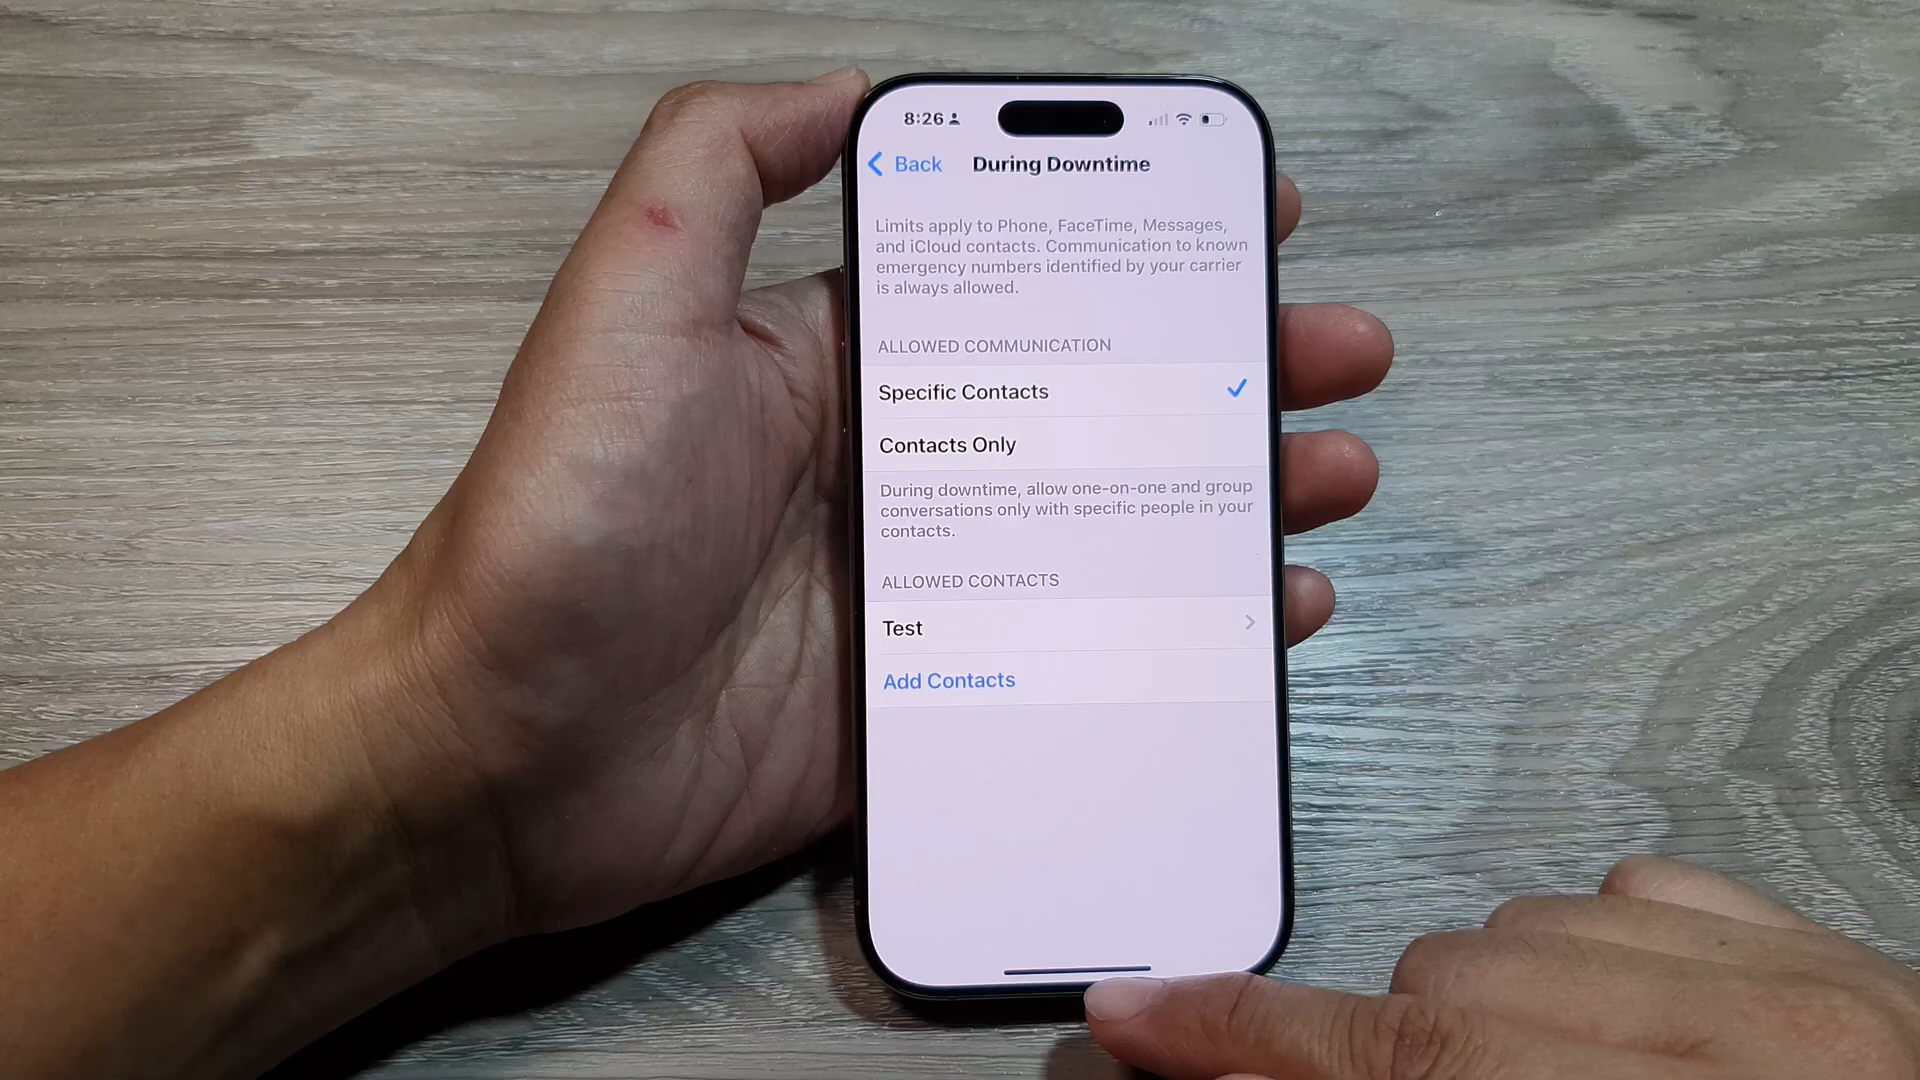 8:26
Back
During Downtime
Limits apply to Phone, FaceTime, Messages,
and iCloud contacts. Communication to known
emergency numbers identified by your carrier
is always allowed.
ALLOWED COMMUNICATION
Specific Contacts
Contacts Only
During downtime, allow one-on-one and group
conversations only with specific people in your
contacts.
ALLOWED CONTACTS
Test
Add Contacts